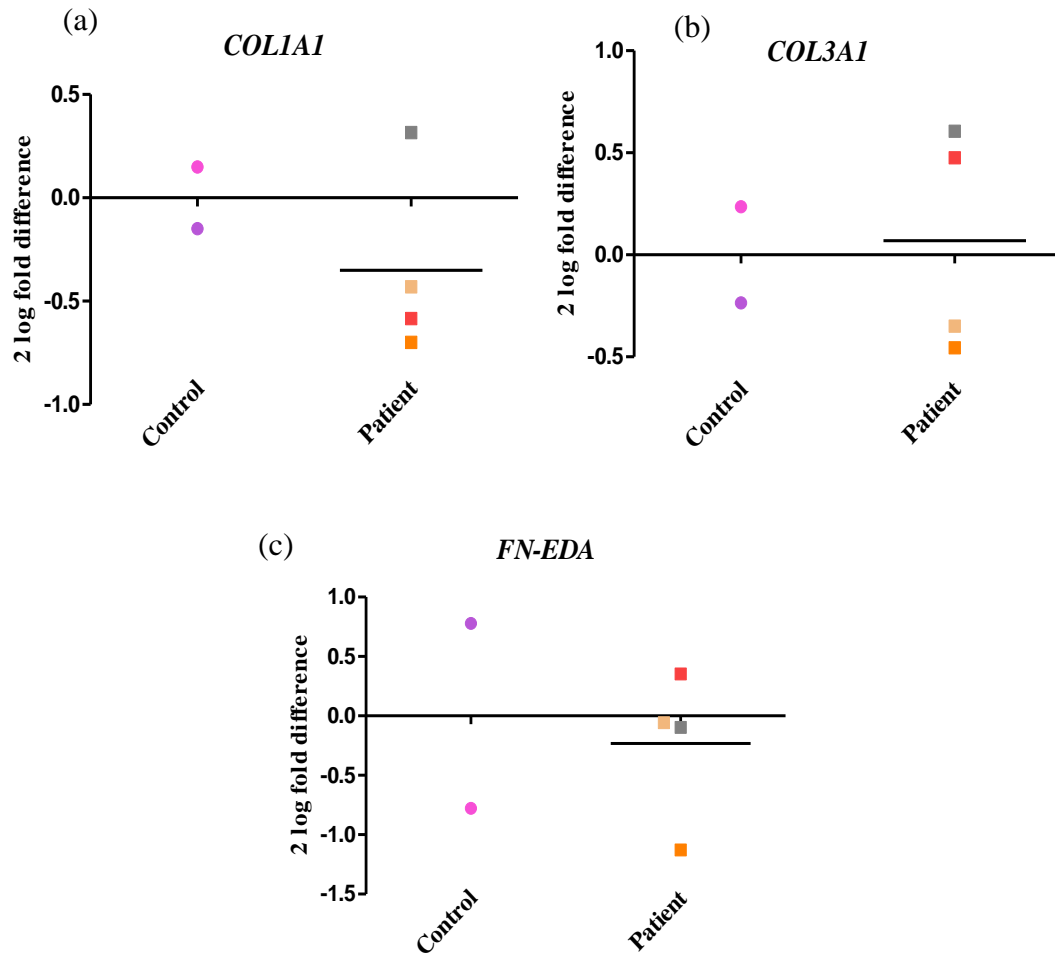 (a)
COL1A1
2 log fold difference
0.5
0.0
-0.5
-1.0
Control
Patient
(b)
COL3A1
2 log fold difference
1.0
0.5
0.0
-0.5
Control
Patient
(c)
FN-EDA
2 log fold difference
1.0
0.5
0.0
-0.5
-1.0
-1.5
Control
Patient